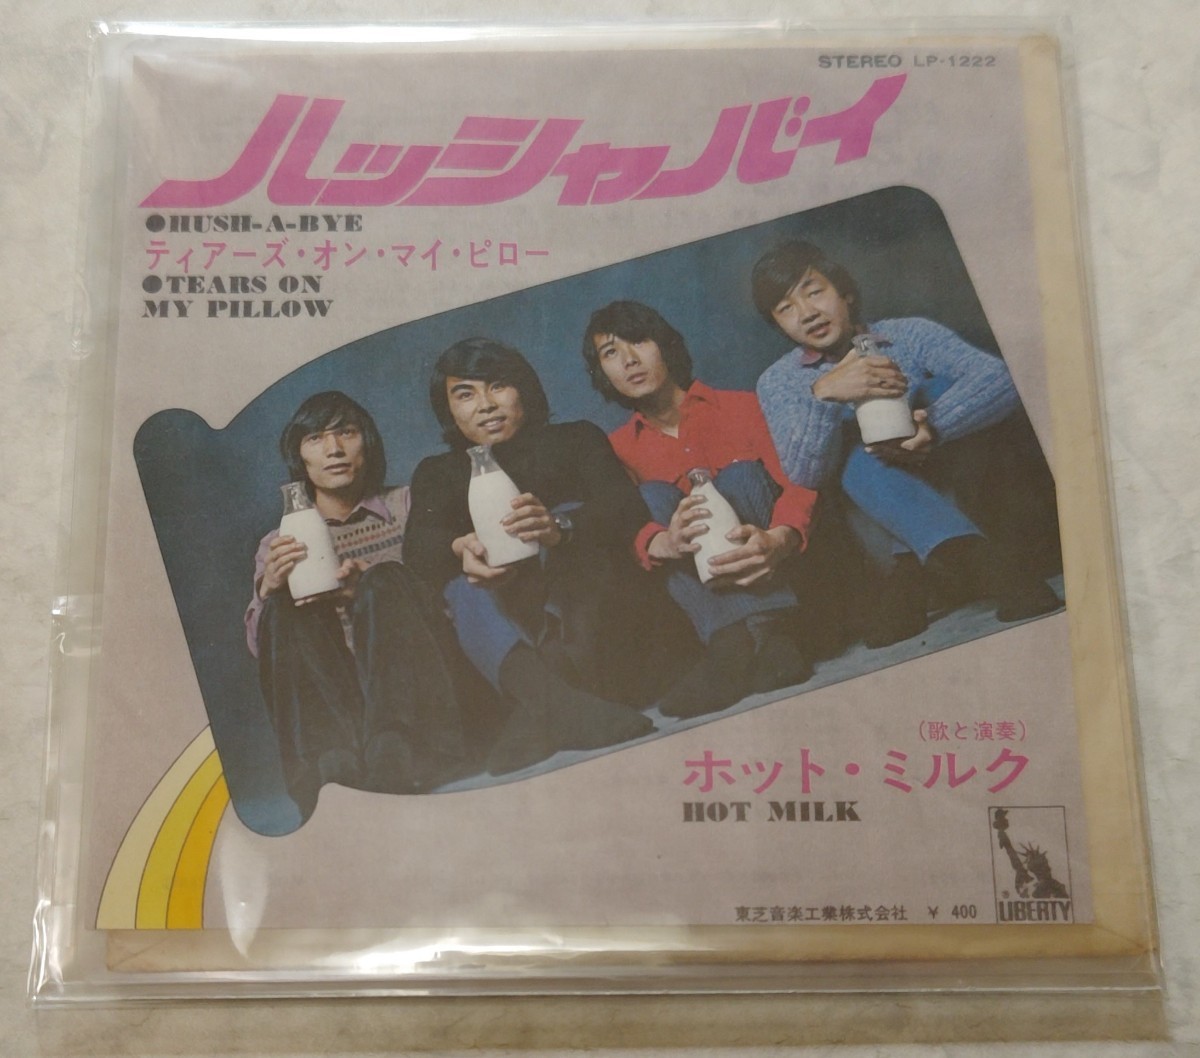 STEREO LP-1222
ハッシャバイ
●HUSH-A-BYE
ティアーズ・オン・マイ・ピロー
●TEARS ON
MY PILLOW
(歌と演奏)
ホット・ミルク
HOT MILK
東芝音楽工業株式会社 ¥ 400
LIBERTY